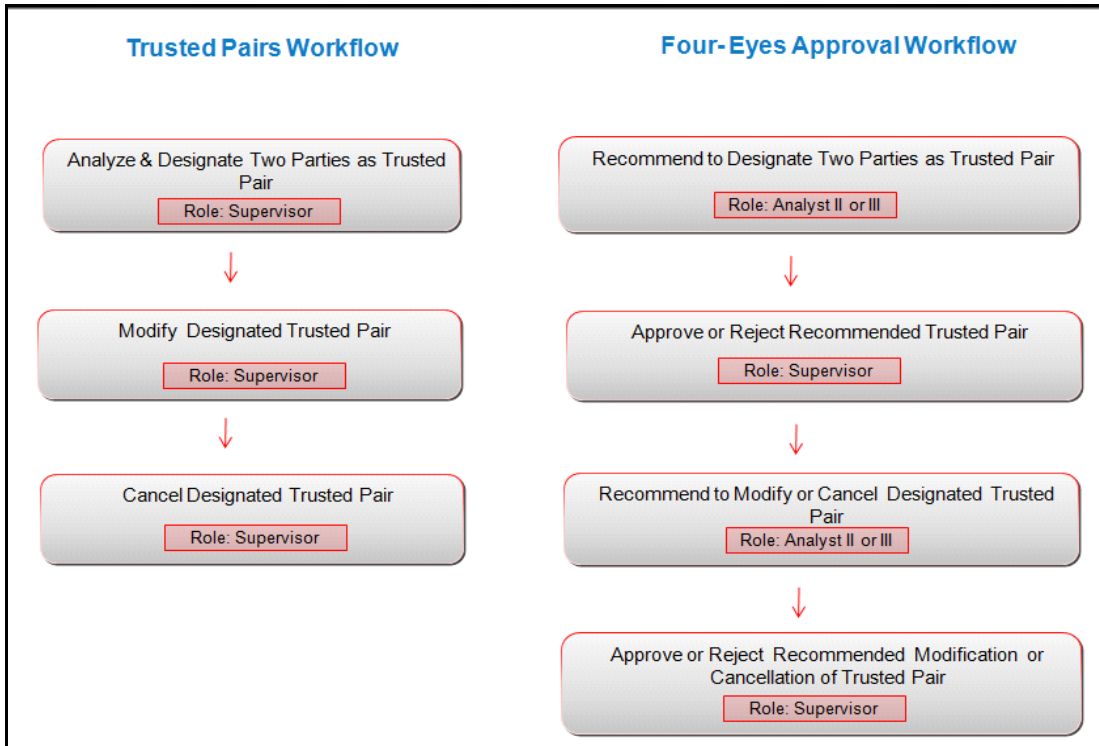 Trusted Pairs Workflow
Analyze & Designate Two Parties as Trusted
Pair
Role: Supervisor
Modify Designated Trusted Pair
Role: Supervisor
Cancel Designated Trusted Pair
Role: Supervisor
Four-Eyes Approval Workflow
Recommend to Designate Two Parties as Trusted Pair
Role: Analyst II or III
Approve or Reject Recommended Trusted Pair
Role: Supervisor
Recommend to Modify or Cancel Designated Trusted
Pair
Role: Analyst II or III
Approve or Reject Recommended Modification or
Cancellation of Trusted Pair
Role: Supervisor